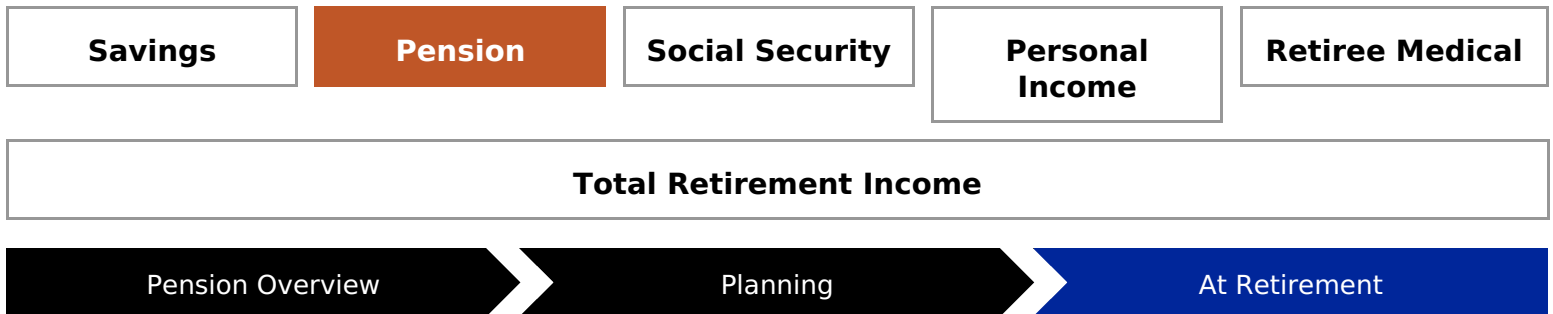 Savings
Pension
Social Security
Personal
Income
Retiree Medical
Total Retirement Income
Pension Overview
Planning
At Retirement